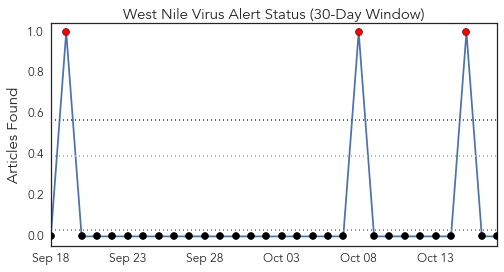 West Nile Virus Alert Status (30-Day Window)
Articles Found
1.0
0.8
0.6
0.4
0.2
0.0
Sep 18 Sep 23 Sep 28 Oct 03 Oct 08 Oct 13